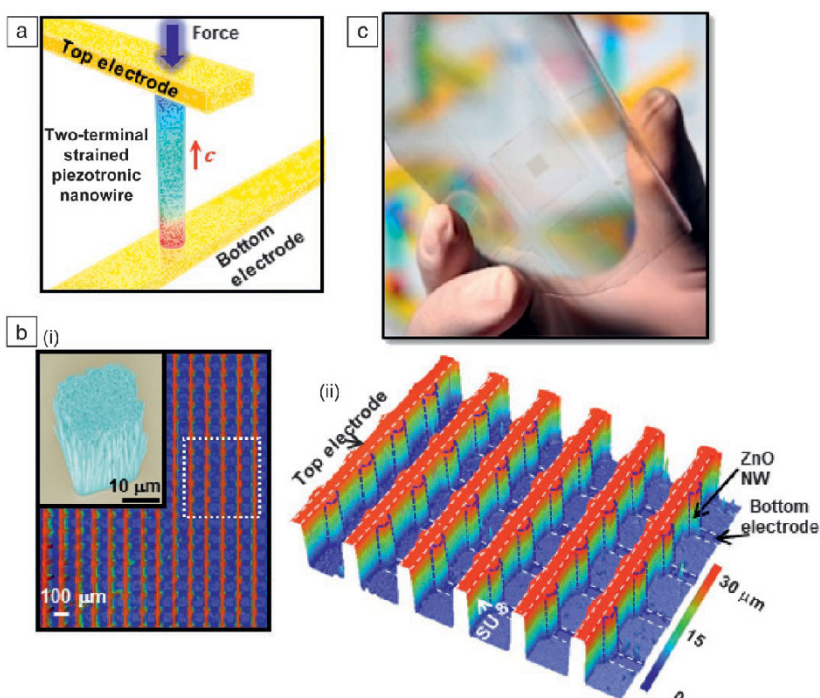 a
Force
Top electrode
Two-terminal
strained
piezotronic
nanowire
c
Bottom
electrode
c
b
(i)
10 μm
100 μm
(ii)
Top electrode
ZnO
NW
Bottom
electrode
SU 8
30 μm
15
0